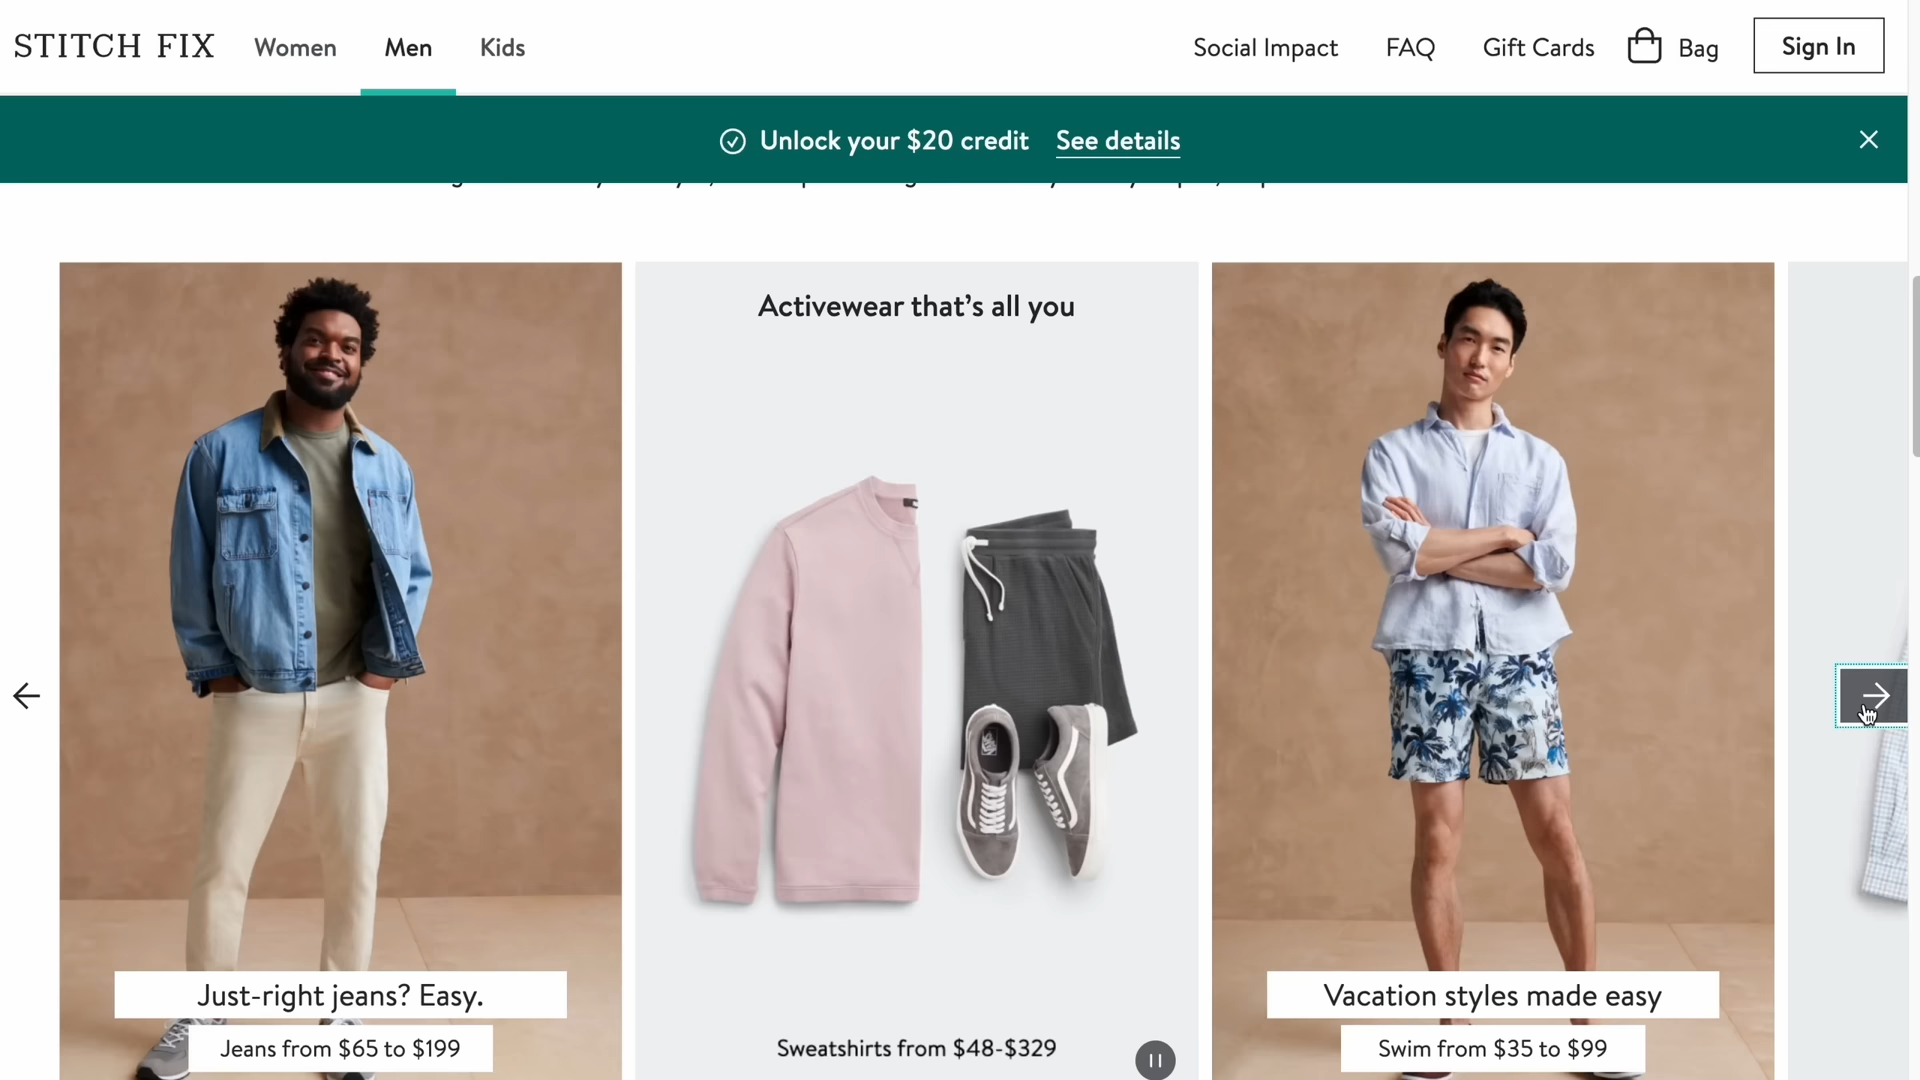 STITCH FIX Women Men Kids Social Impact FAQ Gift Cards Bag Sign In
Unlock your $20 credit See details
Activewear that's all you
Just-right jeans? Easy.
Jeans from $65 to $199
Sweatshirts from $48-$329
Vacation styles made easy
Swim from $35 to $99